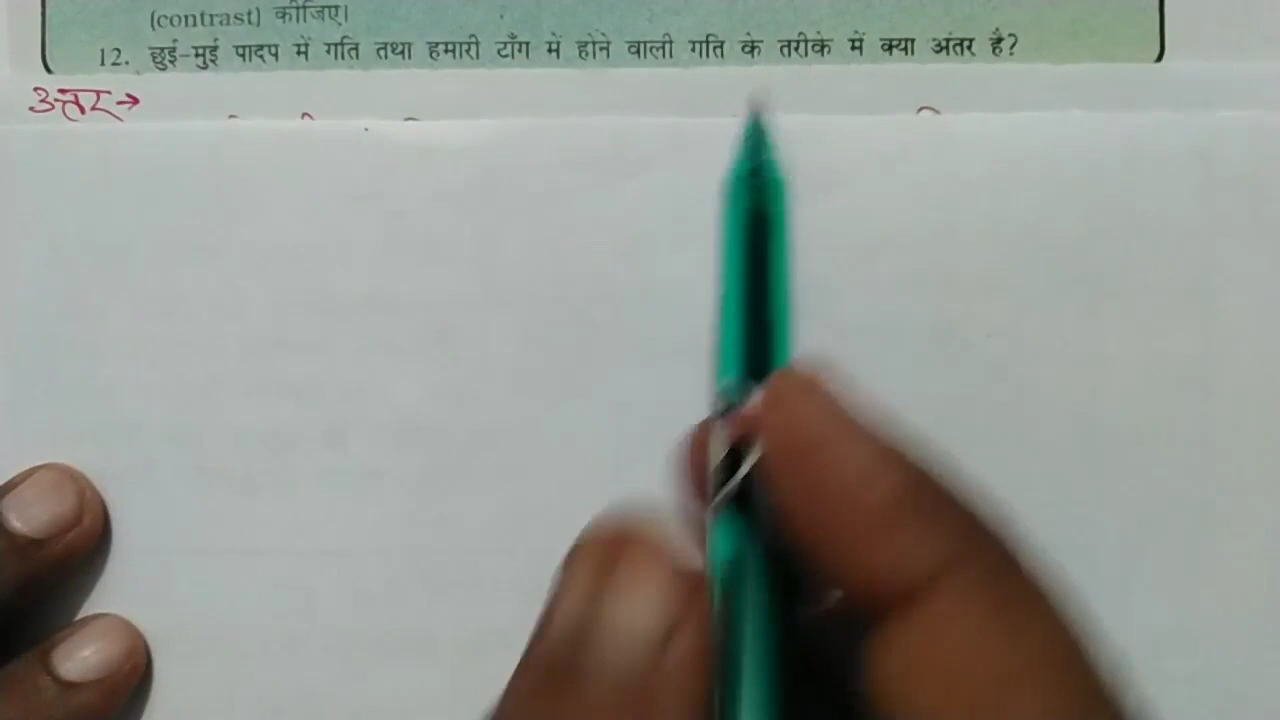 (contrast) कीजिए।
12. छुई-मुई पादप में गति तथा हमारी टाँग में होने वाली गति के तरीके में क्या अंतर है?
उत्तर→